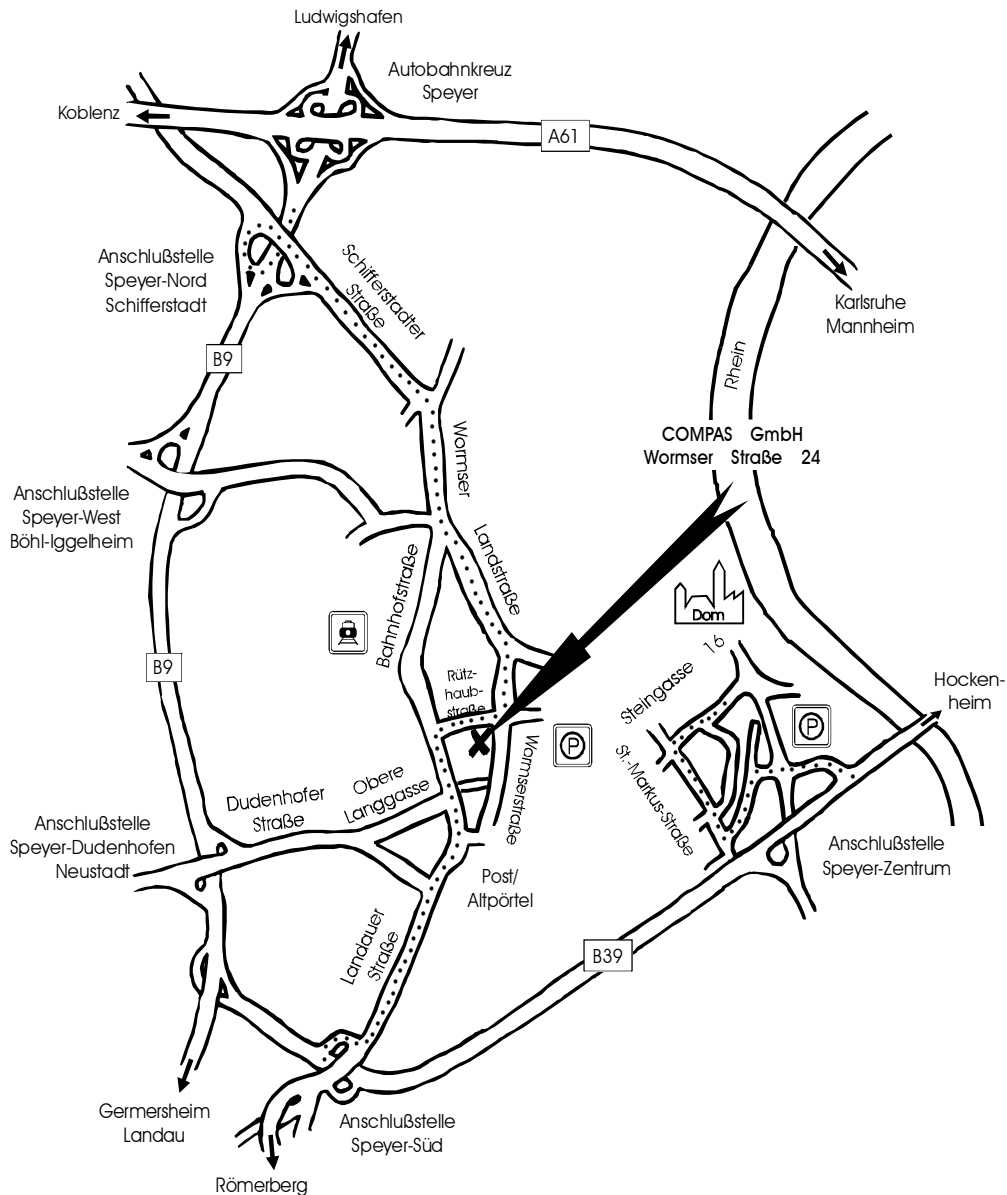 Ludwigshafen
Autobahnkreuz
Speyer
Koblenz
A61
Anschlußstelle
Speyer-Nord
Schifferstadt
Schifferstadter
Straße
Karlsruhe
Mannheim
B9
Rhein
COMPAS GmbH
Wormser Straße 24
Wormser
Landstraße
Anschlußstelle
Speyer-West
Böhl-Iggelheim
Bahnhofstraße
Dom
B9
Rütz-
haub-
straße
Steingasse
16
Hocken-
heim
P
P
Wormserstraße
St.-Markus-Straße
Obere
Langgasse
Dudenhofer
Straße
Anschlußstelle
Speyer-Dudenhofen
Neustadt
Anschlußstelle
Speyer-Zentrum
Post/
Altpörtel
Landauer
Straße
B39
Germersheim
Landau
Anschlußstelle
Speyer-Süd
Römerberg